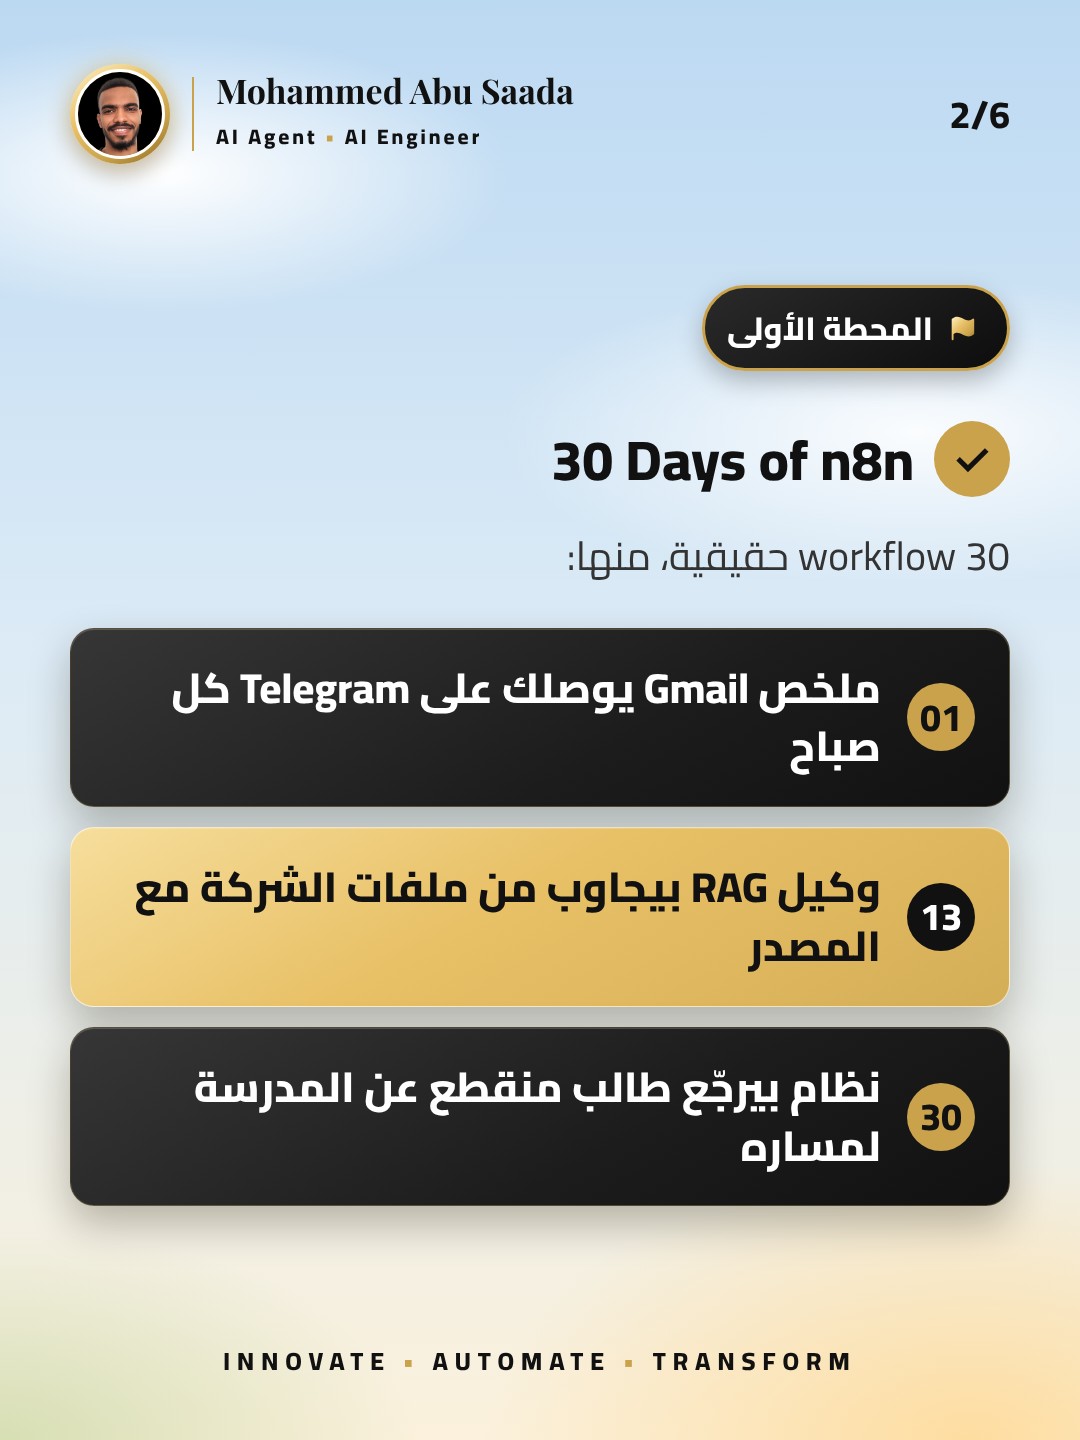 Mohammed Abu Saada
AI Agent ▪ AI Engineer
2/6
المحطة الأولى
30 Days of n8n
30 workflow حقيقية، منها:
01
ملخص Gmail يوصلك على Telegram كل
صباح
13
وكيل RAG بيجاوب من ملفات الشركة مع
المصدر
30
نظام بيرجّع طالب منقطع عن المدرسة
لمساره
INNOVATE ▪ AUTOMATE ▪ TRANSFORM